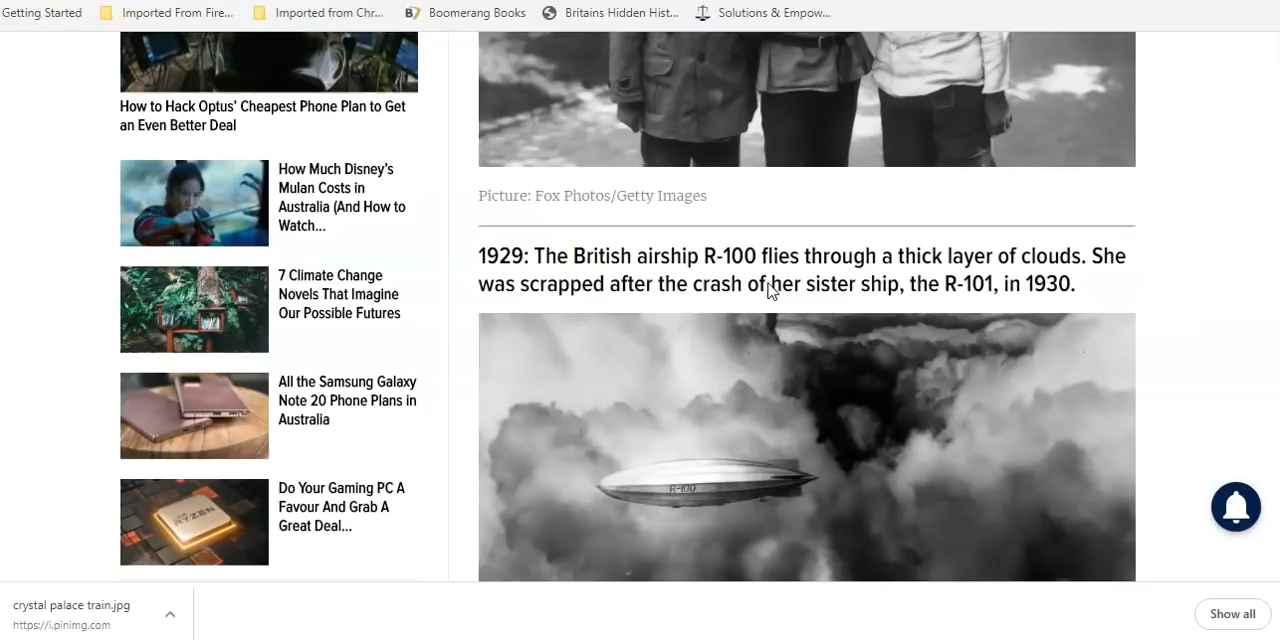 Getting Started
Imported From Fire...
Imported from Chr...
B7 Boomerang Books
Britains Hidden Hist...
Solutions & Empow...
How to Hack Optus' Cheapest Phone Plan to Get
an Even Better Deal
How Much Disney's
Mulan Costs in
Australia (And How to
Watch...
7 Climate Change
Novels That Imagine
Our Possible Futures
All the Samsung Galaxy
Note 20 Phone Plans in
Australia
Do Your Gaming PC A
Favour And Grab A
Great Deal...
RYZEN
Picture: Fox Photos/Getty Images
1929: The British airship R-100 flies through a thick layer of clouds. She
was scrapped after the crash of her sister ship, the R-101, in 1930.
R-100
crystal palace train.jpg
https://i.pinimg.com
Show all